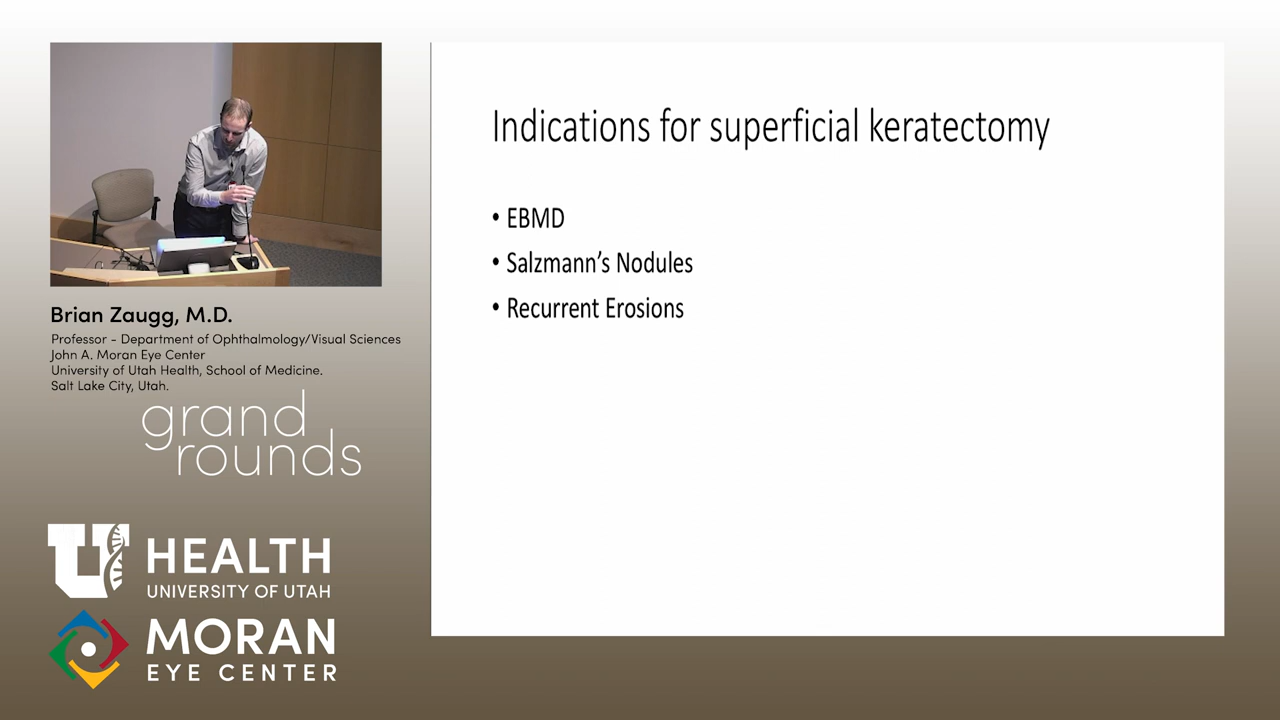 Indications for superficial keratectomy
• EBMD
• Salzmann’s Nodules
• Recurrent Erosions
Brian Zaugg, M.D.
Professor - Department of Ophthalmology/Visual Sciences
John A. Moran Eye Center
University of Utah Health, School of Medicine.
Salt Lake City, Utah.
grand
rounds
U HEALTH
UNIVERSITY OF UTAH
MORAN
EYE CENTER